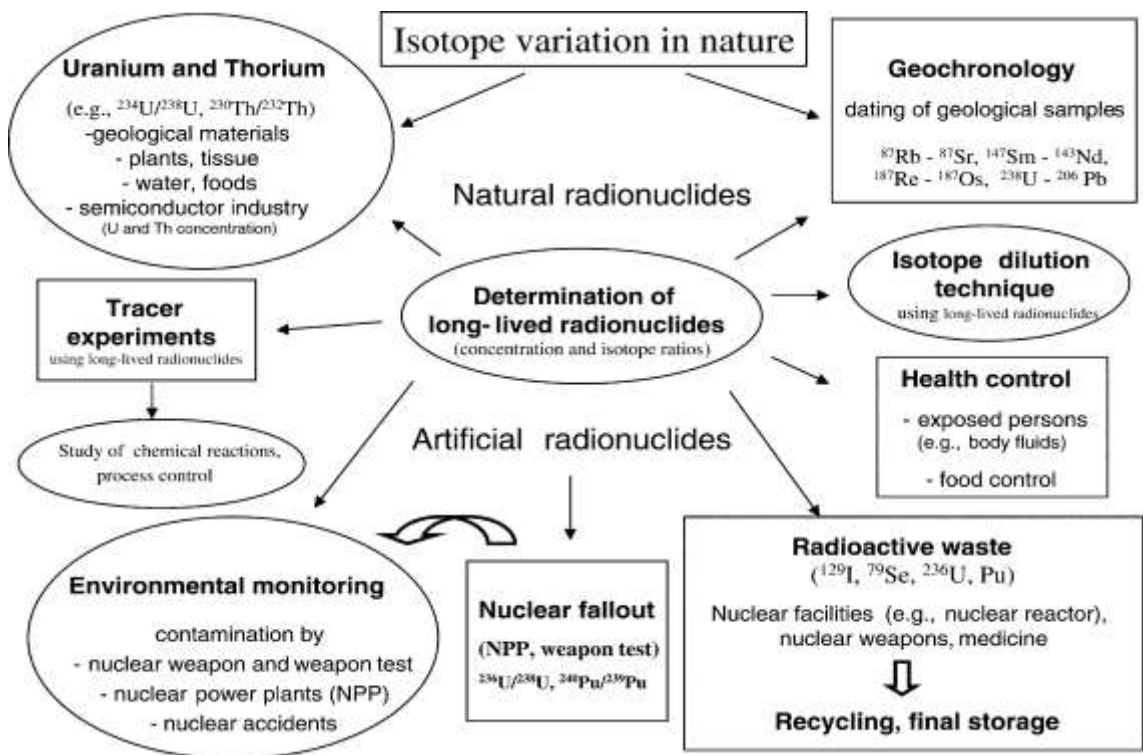 Isotope variation in nature
Uranium and Thorium
(e.g., ²³⁴U/²³⁸U, ²³⁰Th/²³²Th)
-geological materials
- plants, tissue
- water, foods
- semiconductor industry
(U and Th concentration)
Geochronology
dating of geological samples
⁸⁷Rb - ⁸⁷Sr, ¹⁴⁷Sm - ¹⁴³Nd,
¹⁸⁷Re - ¹⁸⁷Os, ²³⁸U - ²⁰⁶ Pb
Natural radionuclides
Isotope dilution
technique
using long-lived radionuclides
Determination of
long-lived radionuclides
(concentration and isotope ratios)
Tracer
experiments
using long-lived radionuclides
Health control
- exposed persons
(e.g., body fluids)
- food control
Study of chemical reactions,
process control
Artificial radionuclides
Environmental monitoring
contamination by
- nuclear weapon and weapon test
- nuclear power plants (NPP)
- nuclear accidents
Nuclear fallout
(NPP, weapon test)
²³⁶U/²³⁸U, ²⁴⁰Pu/²³⁹Pu
Radioactive waste
(¹²⁹I, ⁷⁹Se, ²³⁶U, Pu)
Nuclear facilities (e.g., nuclear reactor),
nuclear weapons, medicine
Recycling, final storage